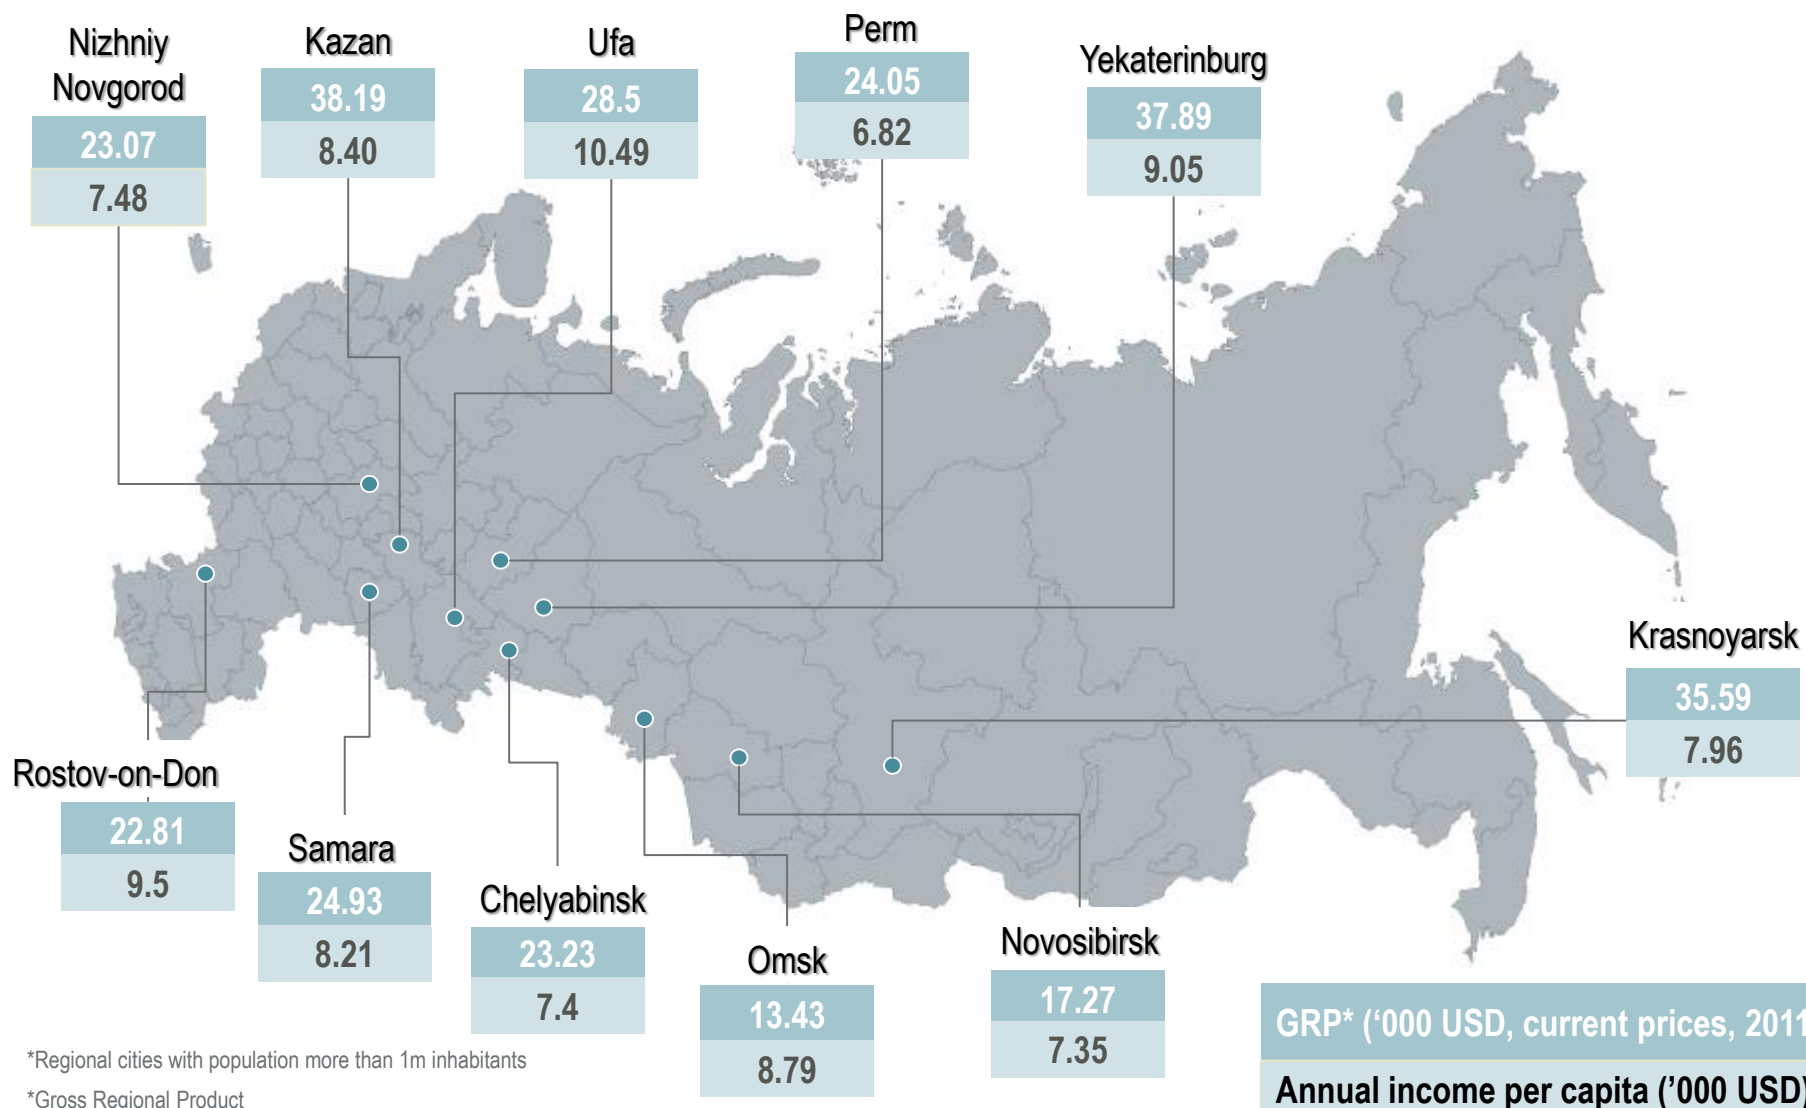 Nizhniy
Novgorod
23.07
7.48
Kazan
38.19
8.40
Ufa
28.5
10.49
Perm
24.05
6.82
Yekaterinburg
37.89
9.05
Krasnoyarsk
35.59
7.96
Rostov-on-Don
22.81
9.5
Samara
24.93
8.21
Chelyabinsk
23.23
7.4
Omsk
13.43
8.79
Novosibirsk
17.27
7.35
GRP* (‘000 USD, current prices, 2011
Annual income per capita (’000 USD)
*Regional cities with population more than 1m inhabitants
*Gross Regional Product